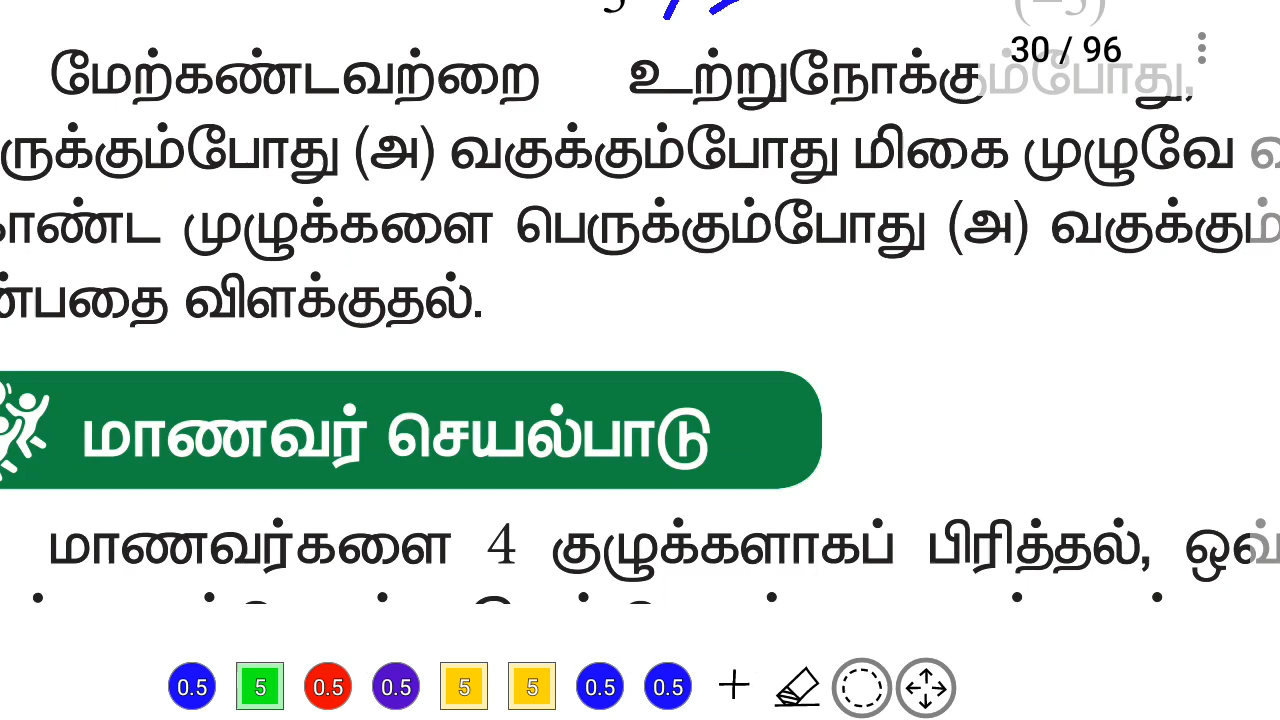 30 / 96
மேற்கண்டவற்றை உற்றுநோக்கும்போது,
ருக்கும்போது (அ) வகுக்கும்போது மிகை முழுவே
காண்ட முழுக்களை பெருக்கும்போது (அ) வகுக்கும்
ன்பதை விளக்குதல்.
மாணவர் செயல்பாடு
மாணவர்களை 4 குழுக்களாகப் பிரித்தல்,
0.5 5 0.5 0.5 5 5 0.5 0.5